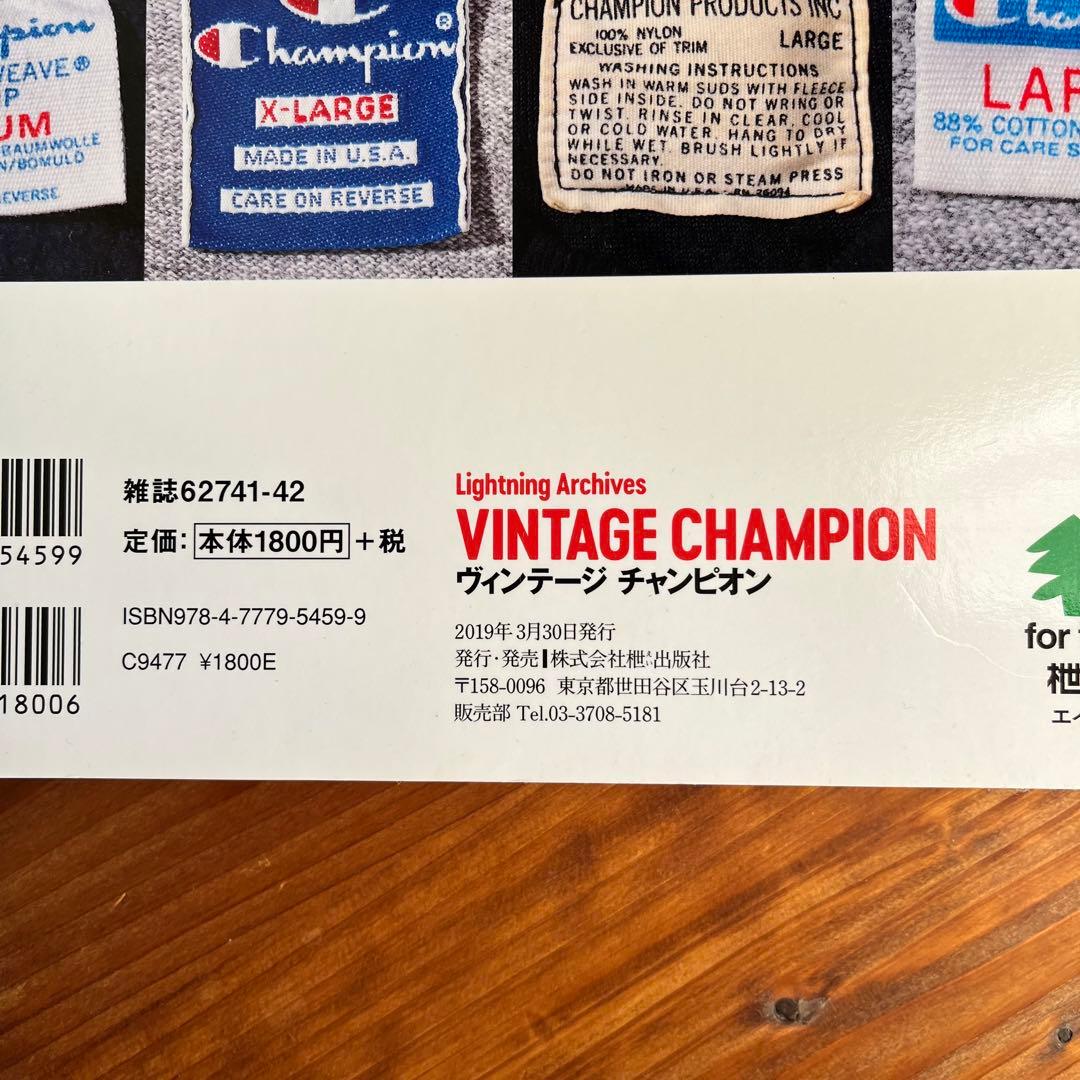 Champion
WEAVE®
UM
BAUMWOLLE
N/BOMULD
REVERSE
Champion®
X-LARGE
MADE IN U.S.A.
CARE ON REVERSE
CHAMPION PRODUCTS INC
100% NYLON
EXCLUSIVE OF TRIM
LARGE
WASHING INSTRUCTIONS
WASH IN WARM SUDS WITH FLEECE
SIDE INSIDE. DO NOT WRING OR
TWIST. RINSE IN CLEAR, COOL
OR COLD WATER. HANG TO DRY
WHILE WET. BRUSH LIGHTLY IF
NECESSARY.
DO NOT IRON OR STEAM PRESS
MADE IN U.S.A. RN 26094
LAR
88% COTTON
FOR CARE S
54599
18006
雑誌62741-42
定価：本体1800円＋税
ISBN978-4-7779-5459-9
C9477 ¥1800E
Lightning Archives
VINTAGE CHAMPION
ヴィンテージ チャンピオン
2019年3月30日発行
発行・発売 株式会社枻出版社
〒158-0096 東京都世田谷区玉川台2-13-2
販売部 Tel.03-3708-5181
for
枻
エイ